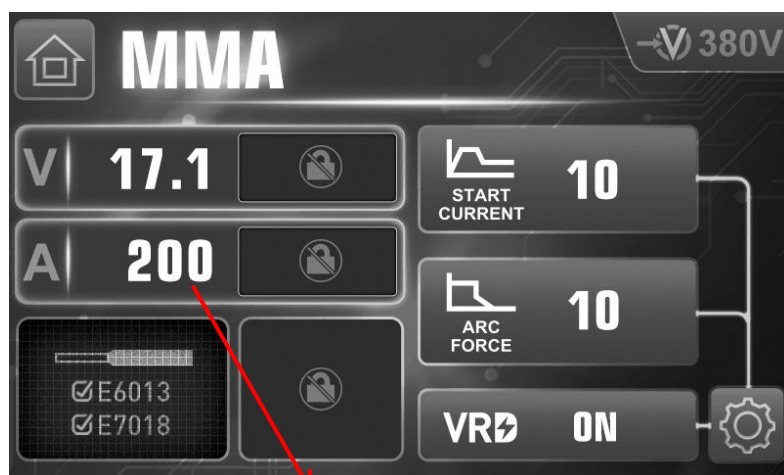 MMA
380V
V 17.1
A 200
START
CURRENT
10
ARC
FORCE
10
E6013
E7018
VRD ON